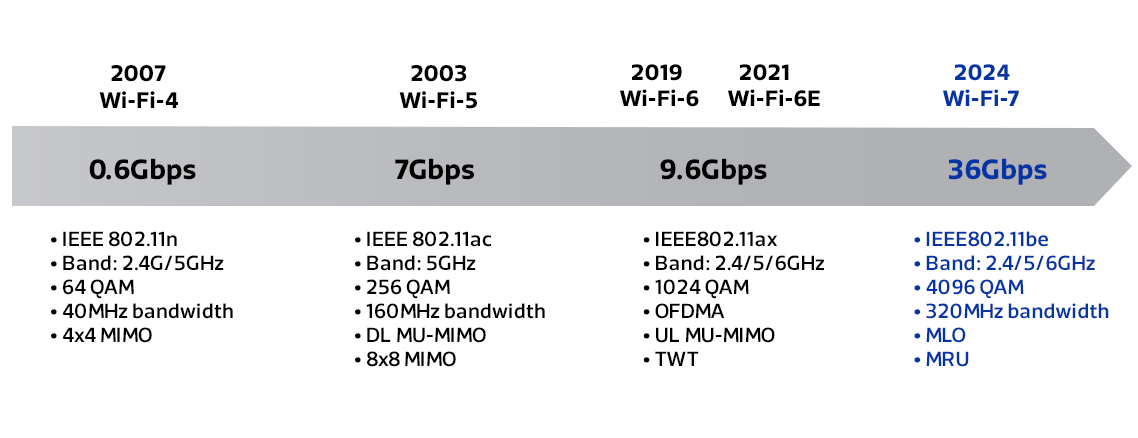 2007
Wi-Fi-4
2003
Wi-Fi-5
2019
Wi-Fi-6
2021
Wi-Fi-6E
2024
Wi-Fi-7
0.6Gbps
7Gbps
9.6Gbps
36Gbps
• IEEE 802.11n
• Band: 2.4G/5GHz
• 64 QAM
• 40MHz bandwidth
• 4x4 MIMO
• IEEE 802.11ac
• Band: 5GHz
• 256 QAM
• 160MHz bandwidth
• DL MU-MIMO
• 8x8 MIMO
• IEEE802.11ax
• Band: 2.4/5/6GHz
• 1024 QAM
• OFDMA
• UL MU-MIMO
• TWT
• IEEE802.11be
• Band: 2.4/5/6GHz
• 4096 QAM
• 320MHz bandwidth
• MLO
• MRU